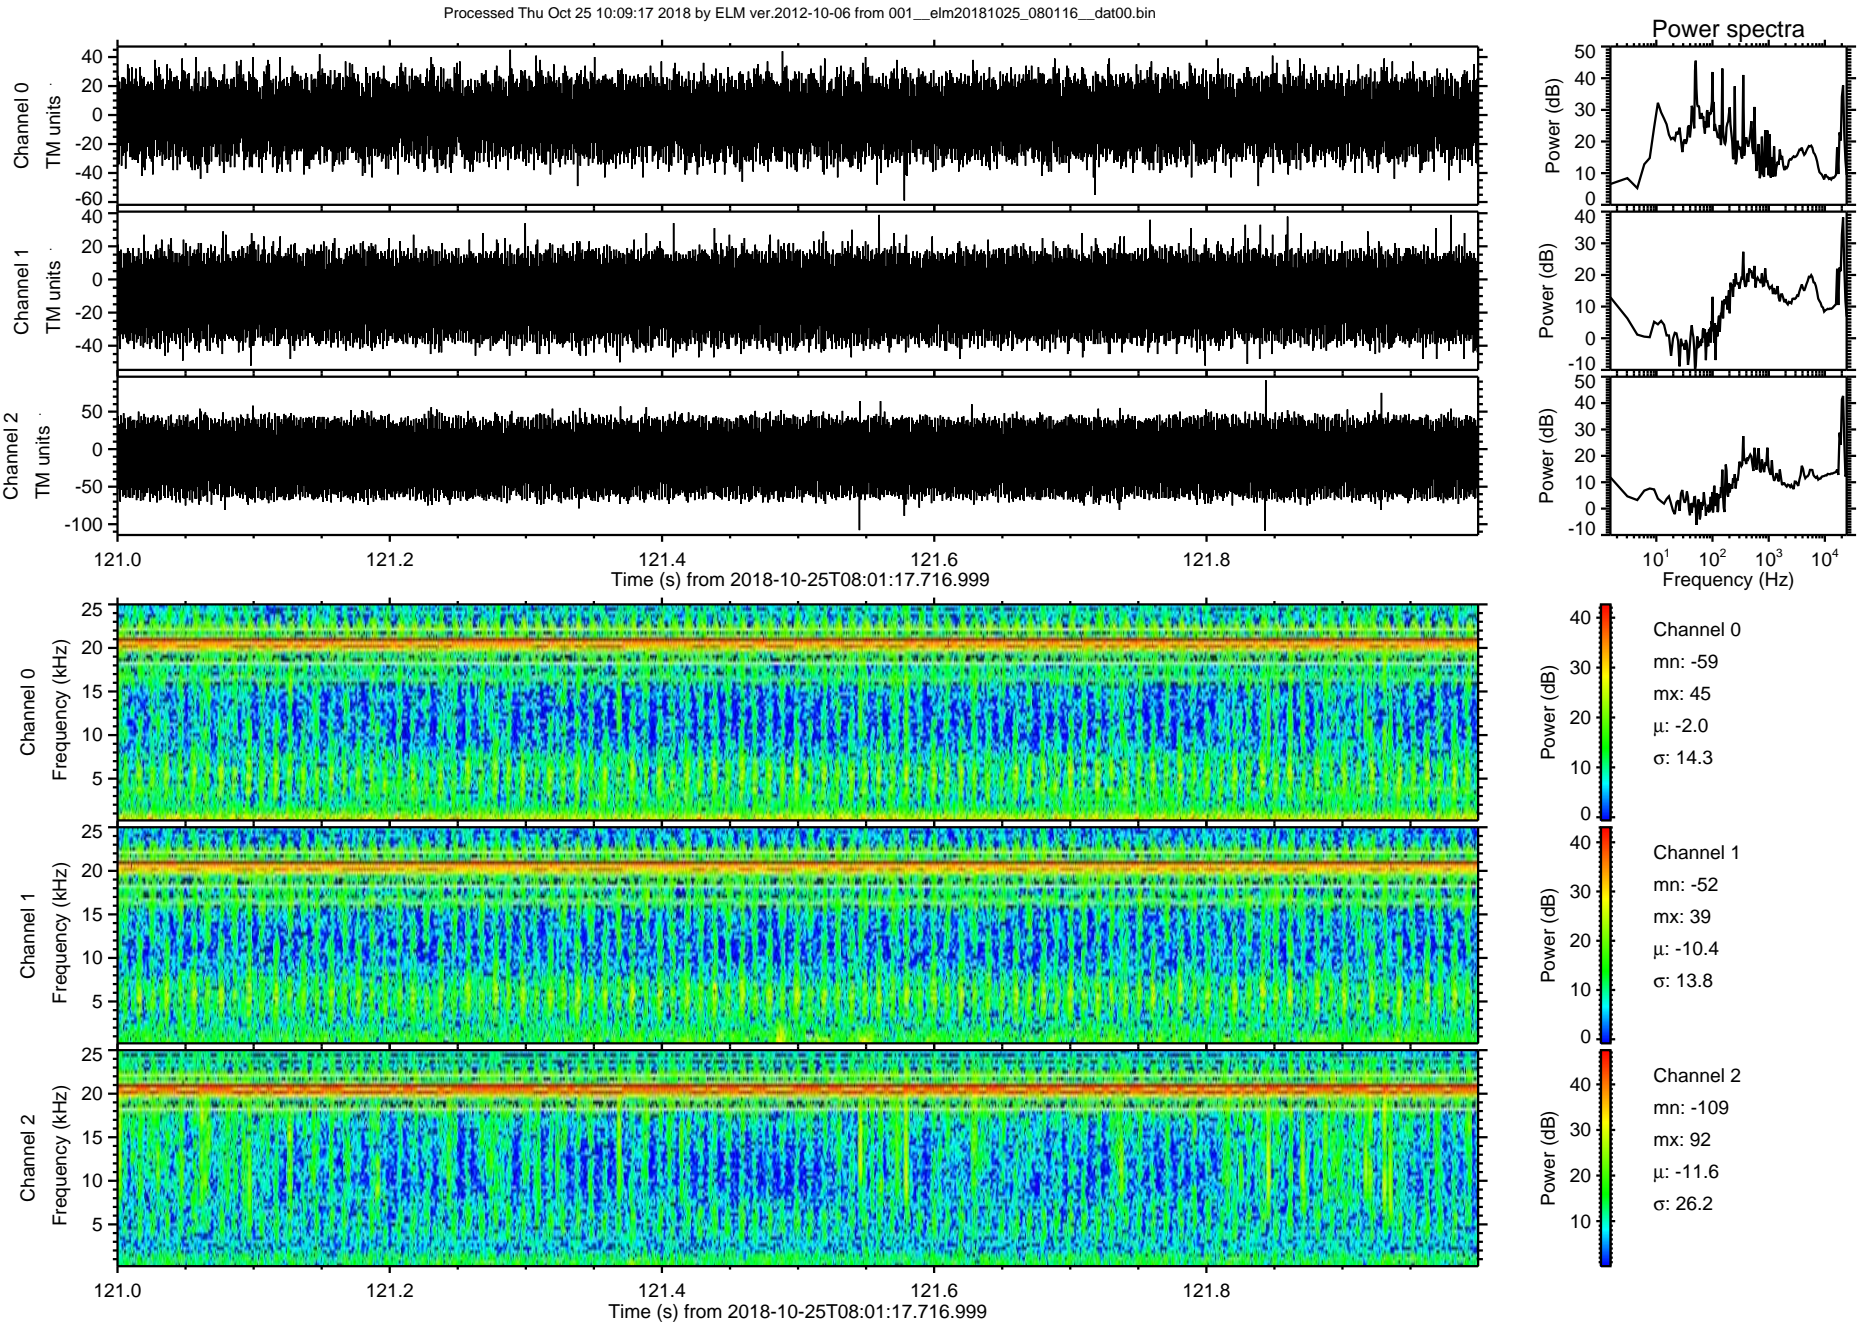 Processed Thu Oct 25 10:09:17 2018 by ELM ver.2012-10-06 from 001__elm20181025_080116__dat00.bin
Power spectra
Channel 0
TM units
40
20
0
-20
-40
-60
Power (dB)
50
40
30
20
10
0
Channel 1
TM units
40
20
0
-20
-40
Power (dB)
40
30
20
10
0
-10
Channel 2
TM units
50
0
-50
-100
Power (dB)
50
40
30
20
10
0
-10
121.0 121.2 121.4 121.6 121.8
Time (s) from 2018-10-25T08:01:17.716.999
10^1 10^2 10^3 10^4
Frequency (Hz)
Channel 0
Frequency (kHz)
25
20
15
10
5
Power (dB)
40
30
20
10
0
Channel 0
mn: -59
mx: 45
μ: -2.0
σ: 14.3
Channel 1
Frequency (kHz)
25
20
15
10
5
Power (dB)
40
30
20
10
0
Channel 1
mn: -52
mx: 39
μ: -10.4
σ: 13.8
Channel 2
Frequency (kHz)
25
20
15
10
5
Power (dB)
40
30
20
10
Channel 2
mn: -109
mx: 92
μ: -11.6
σ: 26.2
121.0 121.2 121.4 121.6 121.8
Time (s) from 2018-10-25T08:01:17.716.999